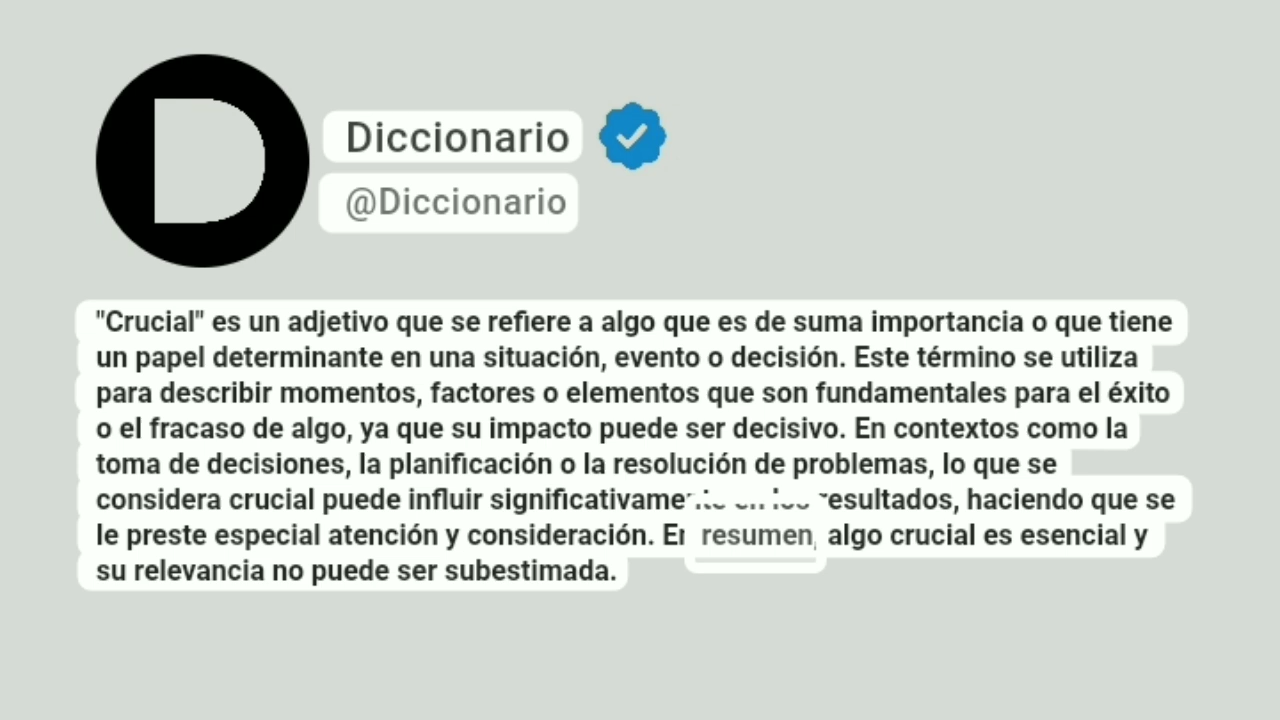 D
Diccionario
@Diccionario
"Crucial" es un adjetivo que se refiere a algo que es de suma importancia o que tiene
un papel determinante en una situación, evento o decisión. Este término se utiliza
para describir momentos, factores o elementos que son fundamentales para el éxito
o el fracaso de algo, ya que su impacto puede ser decisivo. En contextos como la
toma de decisiones, la planificación o la resolución de problemas, lo que se
considera crucial puede influir significativamente en los resultados, haciendo que se
le preste especial atención y consideración. En resumen, algo crucial es esencial y
su relevancia no puede ser subestimada.